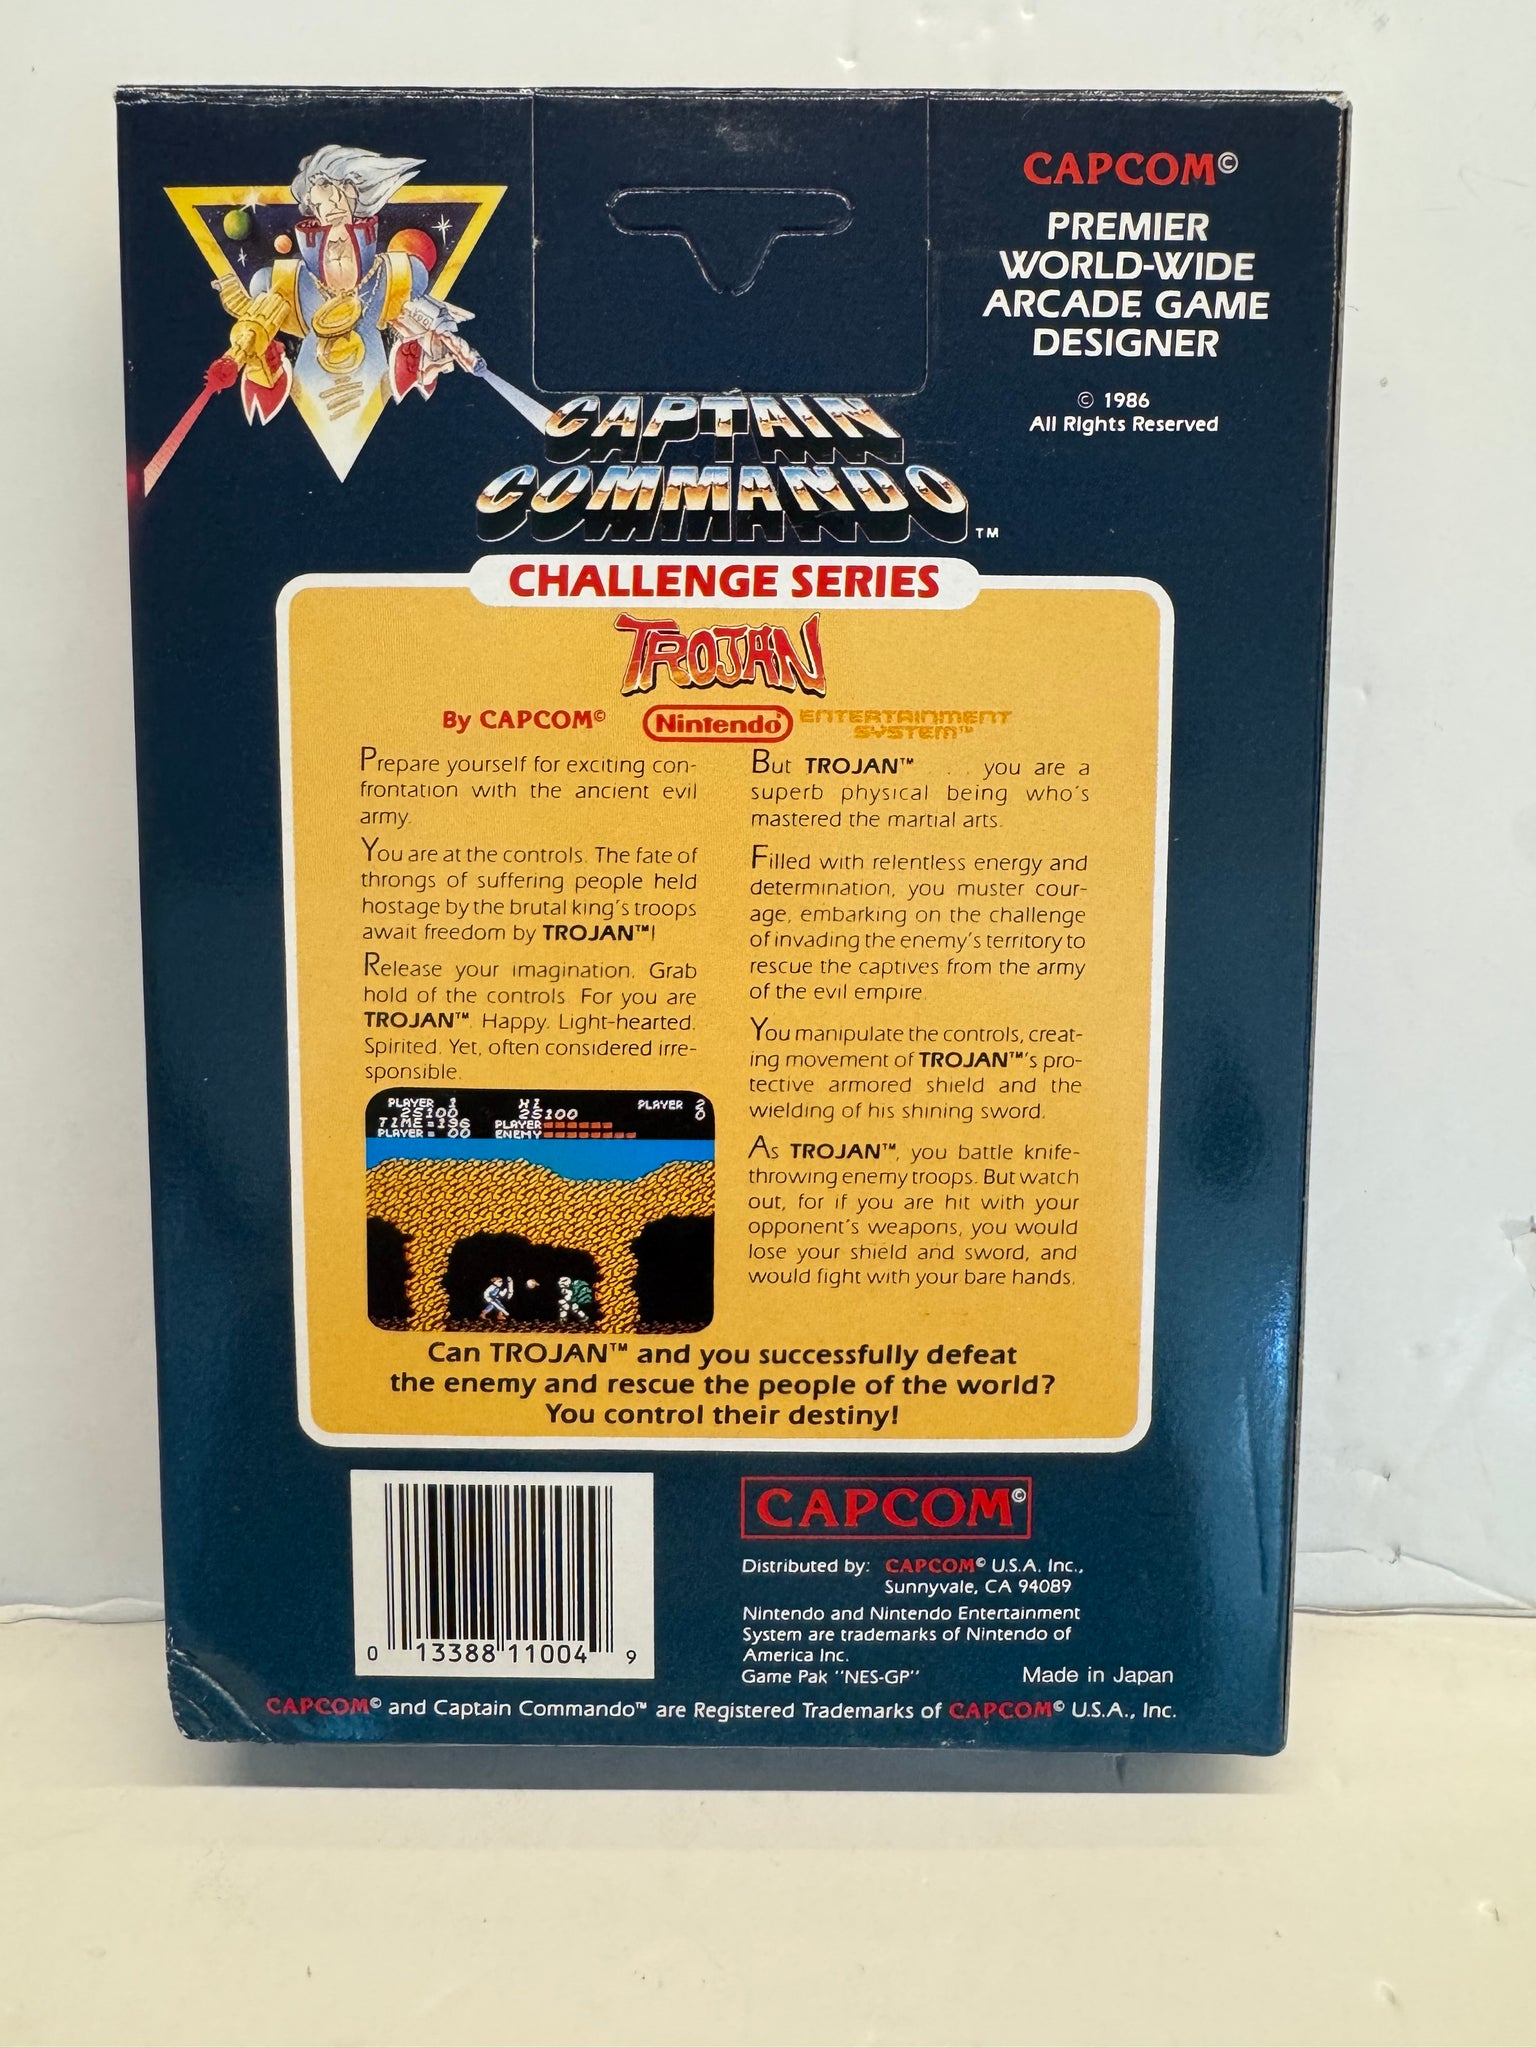 CAPCOM©
PREMIER
WORLD-WIDE
ARCADE GAME
DESIGNER
© 1986
All Rights Reserved
CAPTAIN
COMMANDO™
CHALLENGE SERIES
TROJAN
By CAPCOM©
Nintendo
ENTERTAINMENT
SYSTEM™
Prepare yourself for exciting con-
frontation with the ancient evil
army.
You are at the controls. The fate of
throngs of suffering people held
hostage by the brutal king's troops
await freedom by TROJAN™!
Release your imagination. Grab
hold of the controls. For you are
TROJAN™. Happy. Light-hearted.
Spirited. Yet, often considered irre-
sponsible.
PLAYER 1
25100
TIME=196
PLAYER= 00
HI
25100
PLAYER
ENEMY
PLAYER 2
0
But TROJAN™ . . . you are a
superb physical being who's
mastered the martial arts.
Filled with relentless energy and
determination, you muster cour-
age, embarking on the challenge
of invading the enemy's territory to
rescue the captives from the army
of the evil empire.
You manipulate the controls, creat-
ing movement of TROJAN™'s pro-
tective armored shield and the
wielding of his shining sword.
As TROJAN™, you battle knife-
throwing enemy troops. But watch
out, for if you are hit with your
opponent's weapons, you would
lose your shield and sword, and
would fight with your bare hands.
Can TROJAN™ and you successfully defeat
the enemy and rescue the people of the world?
You control their destiny!
0 13388 11004 9
CAPCOM©
Distributed by: CAPCOM© U.S.A. Inc.,
Sunnyvale, CA 94089
Nintendo and Nintendo Entertainment
System are trademarks of Nintendo of
America Inc.
Game Pak "NES-GP"
Made in Japan
CAPCOM© and Captain Commando™ are Registered Trademarks of CAPCOM© U.S.A., Inc.